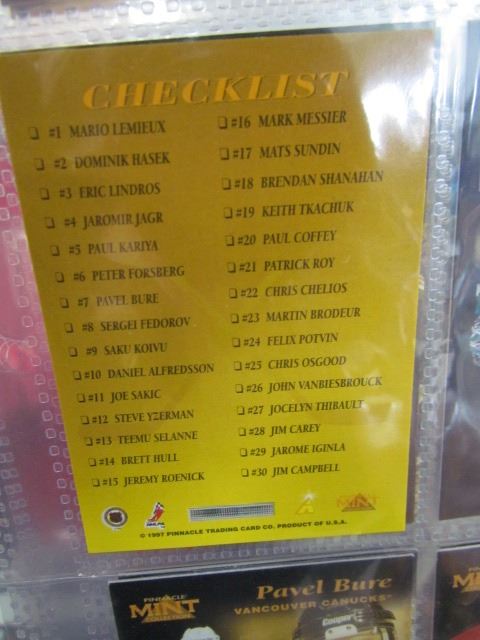 CHECKLIST
#1 MARIO LEMIEUX
#2 DOMINIK HASEK
#3 ERIC LINDROS
#4 JAROMIR JAGR
#5 PAUL KARIYA
#6 PETER FORSBERG
#7 PAVEL BURE
#8 SERGEI FEDOROV
#9 SAKU KOIVU
#10 DANIEL ALFREDSSON
#11 JOE SAKIC
#12 STEVE YZERMAN
#13 TEEMU SELANNE
#14 BRETT HULL
#15 JEREMY ROENICK
#16 MARK MESSIER
#17 MATS SUNDIN
#18 BRENDAN SHANAHAN
#19 KEITH TKACHUK
#20 PAUL COFFEY
#21 PATRICK ROY
#22 CHRIS CHELIOS
#23 MARTIN BRODEUR
#24 FELIX POTVIN
#25 CHRIS OSGOOD
#26 JOHN VANBIESBROUCK
#27 JOCELYN THIBAULT
#28 JIM CAREY
#29 JAROME IGINLA
#30 JIM CAMPBELL
NHLPA
MINT
© 1997 PINNACLE TRADING CARD CO. PRODUCT OF U.S.A.
PINNACLE
MINT
COLLECTION
Pavel Bure
VANCOUVER CANUCKS
Cooper